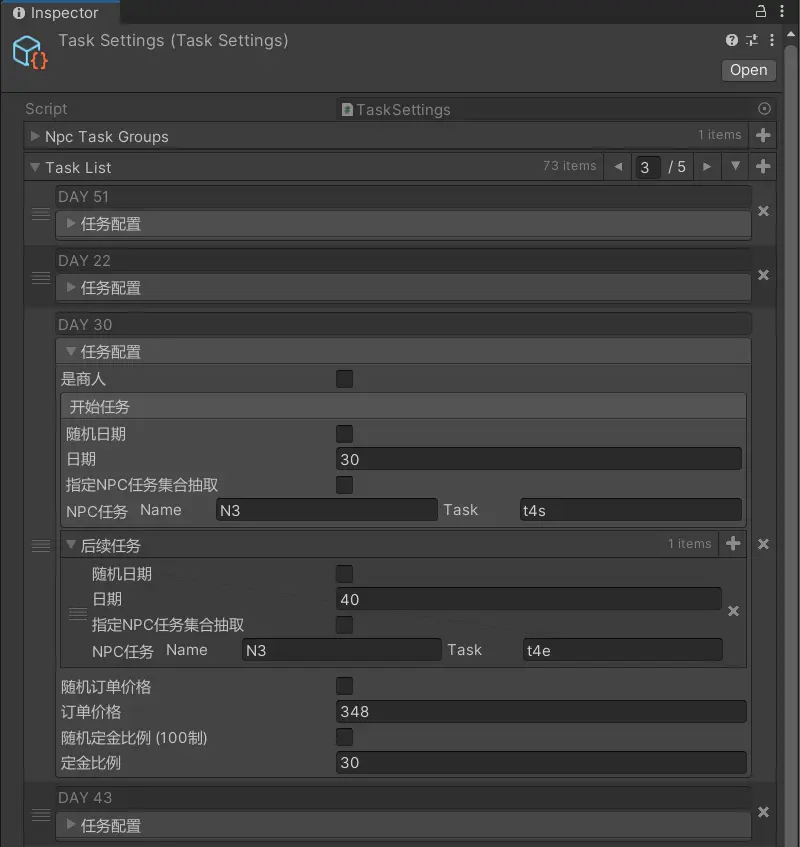 Inspector
Task Settings (Task Settings)
Open
Script TaskSettings
Npc Task Groups 1 items
Task List 73 items 3 / 5
DAY 51
任务配置
DAY 22
任务配置
DAY 30
任务配置
是商人
开始任务
随机日期
日期 30
指定NPC任务集合抽取
NPC任务 Name N3 Task t4s
后续任务 1 items
随机日期
日期 40
指定NPC任务集合抽取
NPC任务 Name N3 Task t4e
随机订单价格
订单价格 348
随机定金比例 (100制)
定金比例 30
DAY 43
任务配置